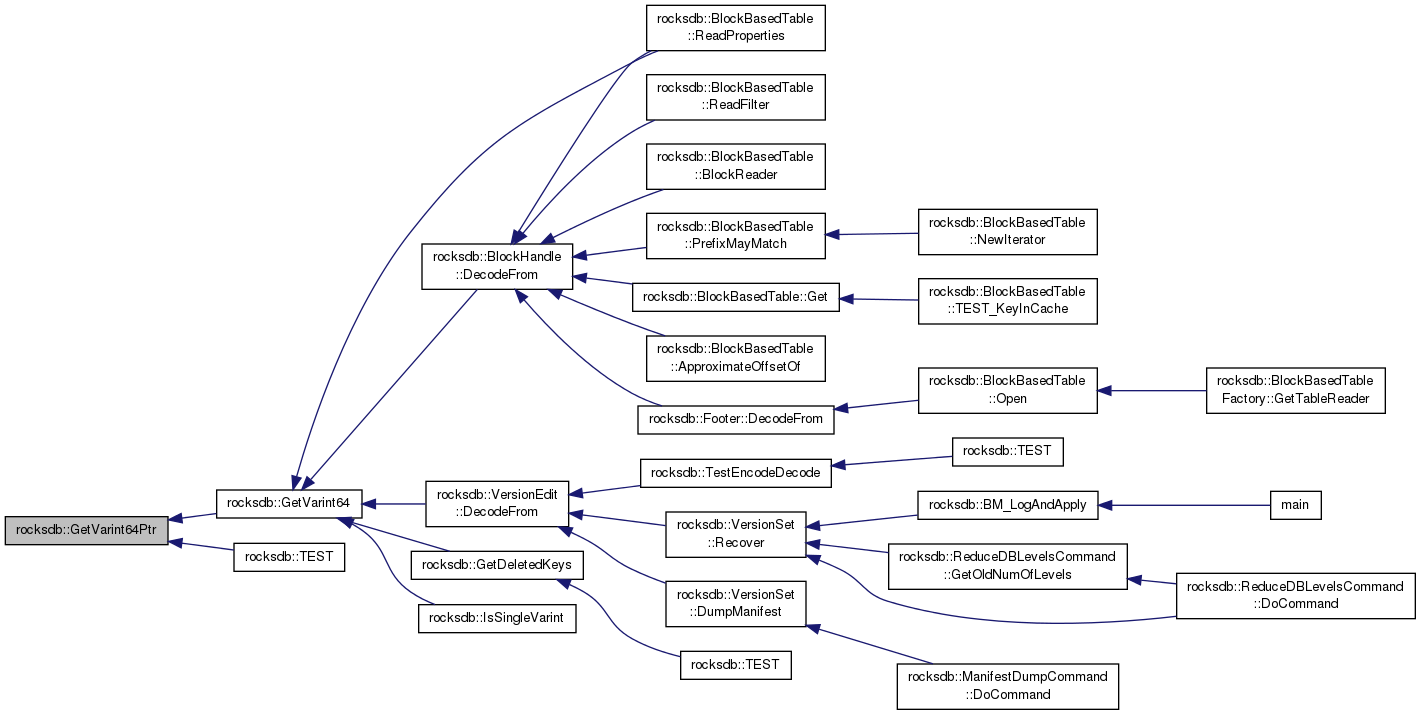 rocksdb::BlockBasedTable
::ReadProperties
rocksdb::BlockBasedTable
::ReadFilter
rocksdb::BlockBasedTable
::BlockReader
rocksdb::BlockBasedTable
::PrefixMayMatch
rocksdb::BlockBasedTable
::NewIterator
rocksdb::BlockHandle
::DecodeFrom
rocksdb::BlockBasedTable::Get
rocksdb::BlockBasedTable
::TEST_KeyInCache
rocksdb::BlockBasedTable
::ApproximateOffsetOf
rocksdb::Footer::DecodeFrom
rocksdb::BlockBasedTable
::Open
rocksdb::BlockBasedTable
Factory::GetTableReader
rocksdb::TestEncodeDecode
rocksdb::TEST
rocksdb::GetVarint64Ptr
rocksdb::GetVarint64
rocksdb::TEST
rocksdb::VersionEdit
::DecodeFrom
rocksdb::GetDeletedKeys
rocksdb::IsSingleVarint
rocksdb::VersionSet
::Recover
rocksdb::BM_LogAndApply
main
rocksdb::ReduceDBLevelsCommand
::GetOldNumOfLevels
rocksdb::ReduceDBLevelsCommand
::DoCommand
rocksdb::VersionSet
::DumpManifest
rocksdb::TEST
rocksdb::ManifestDumpCommand
::DoCommand